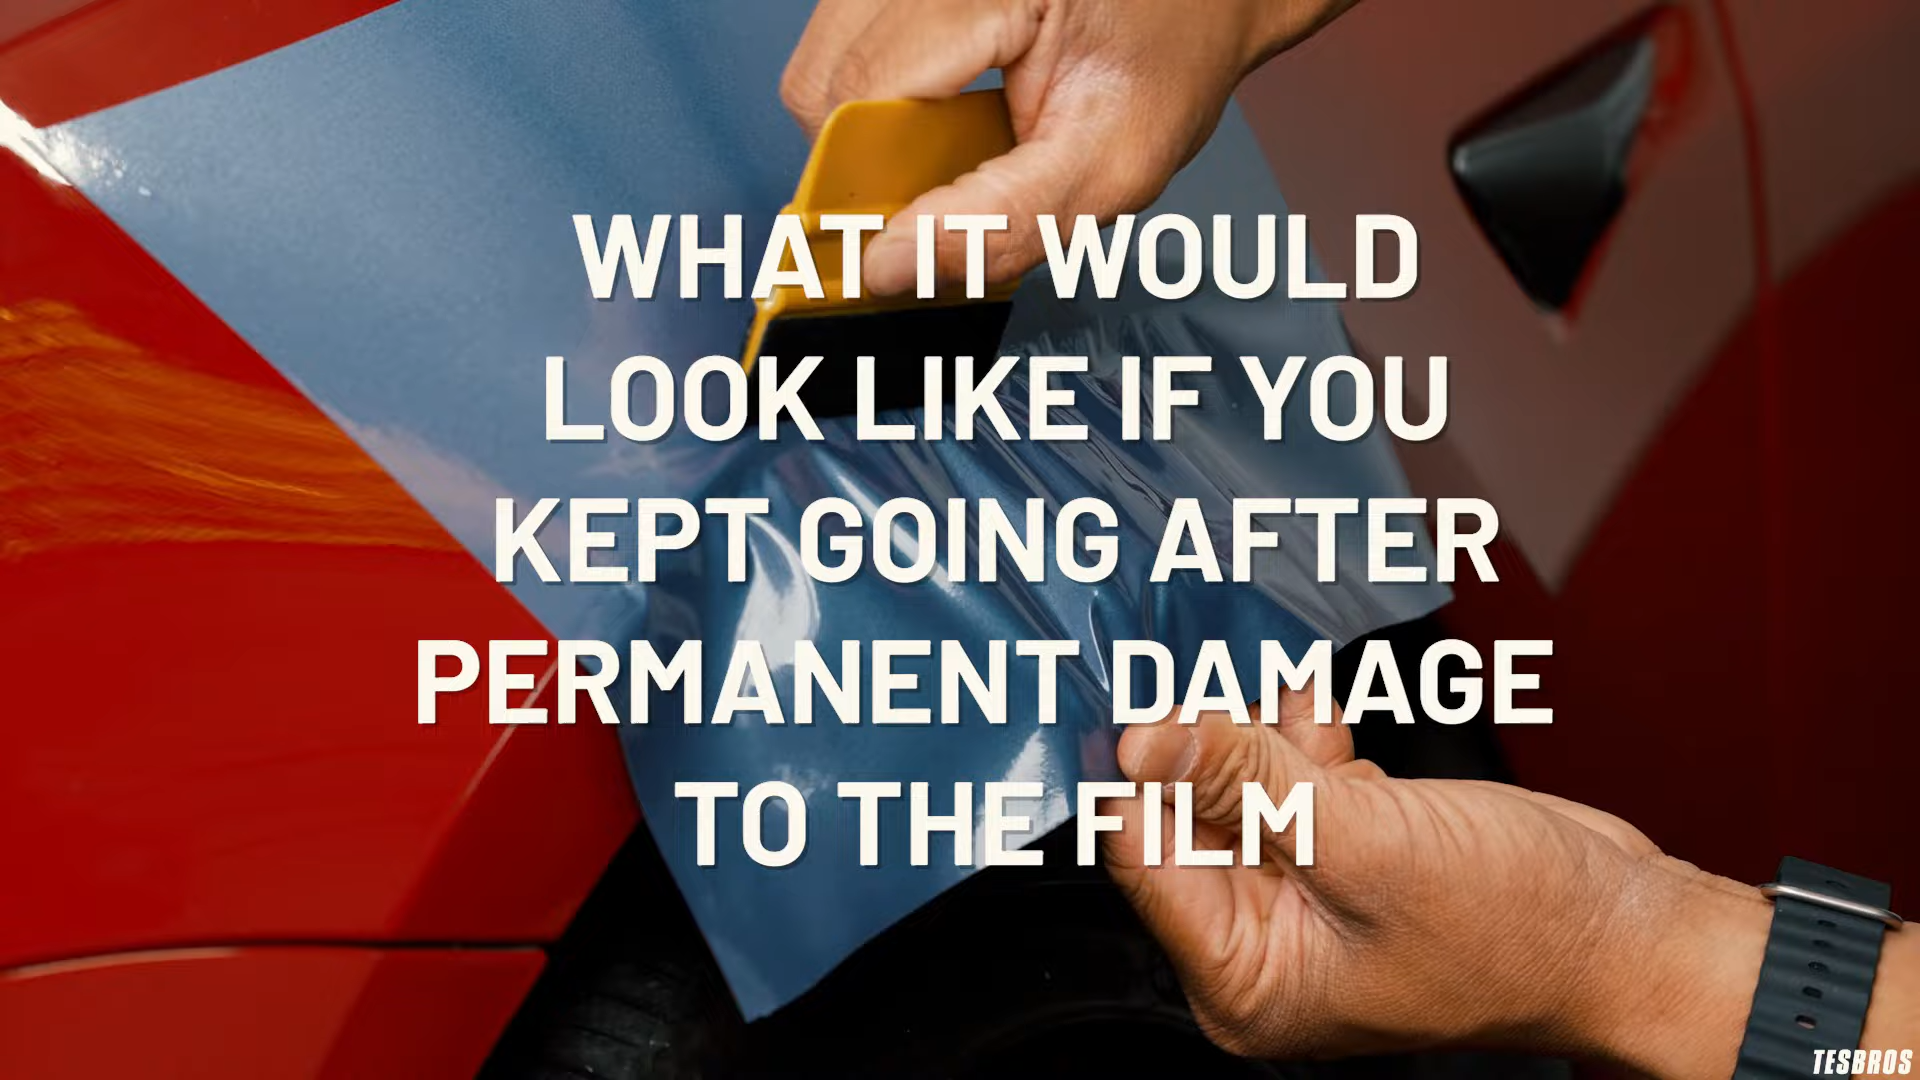 WHAT IT WOULD
LOOK LIKE IF YOU
KEPT GOING AFTER
PERMANENT DAMAGE
TO THE FILM
TESBROS